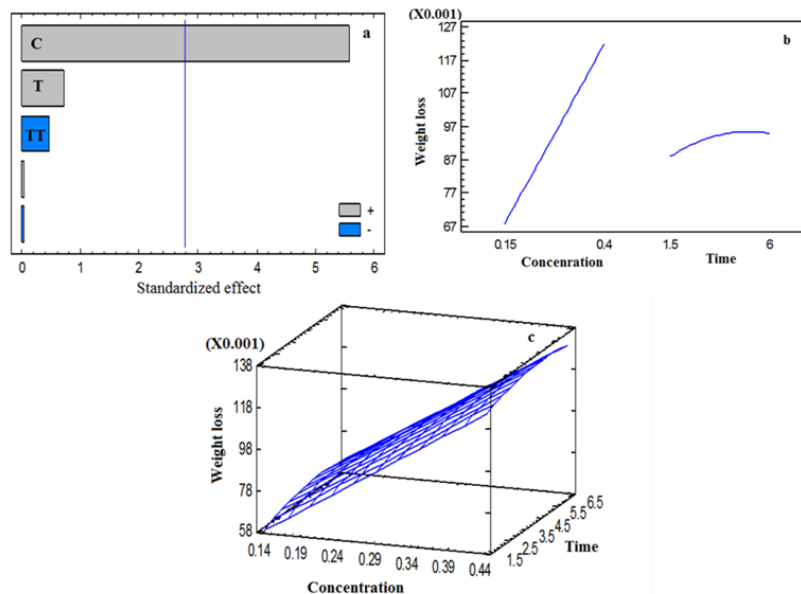 a
C
T
TT
+
-
0 1 2 3 4 5 6
Standardized effect
(X0.001)
b
127
117
107
97
87
77
67
Weight loss
0.15 0.4 1.5 6
Concenration Time
(X0.001)
c
138
118
98
78
58
Weight loss
0.14 0.19 0.24 0.29 0.34 0.39 0.44
Concentration
1.5 2.5 3.5 4.5 5.5 6.5
Time